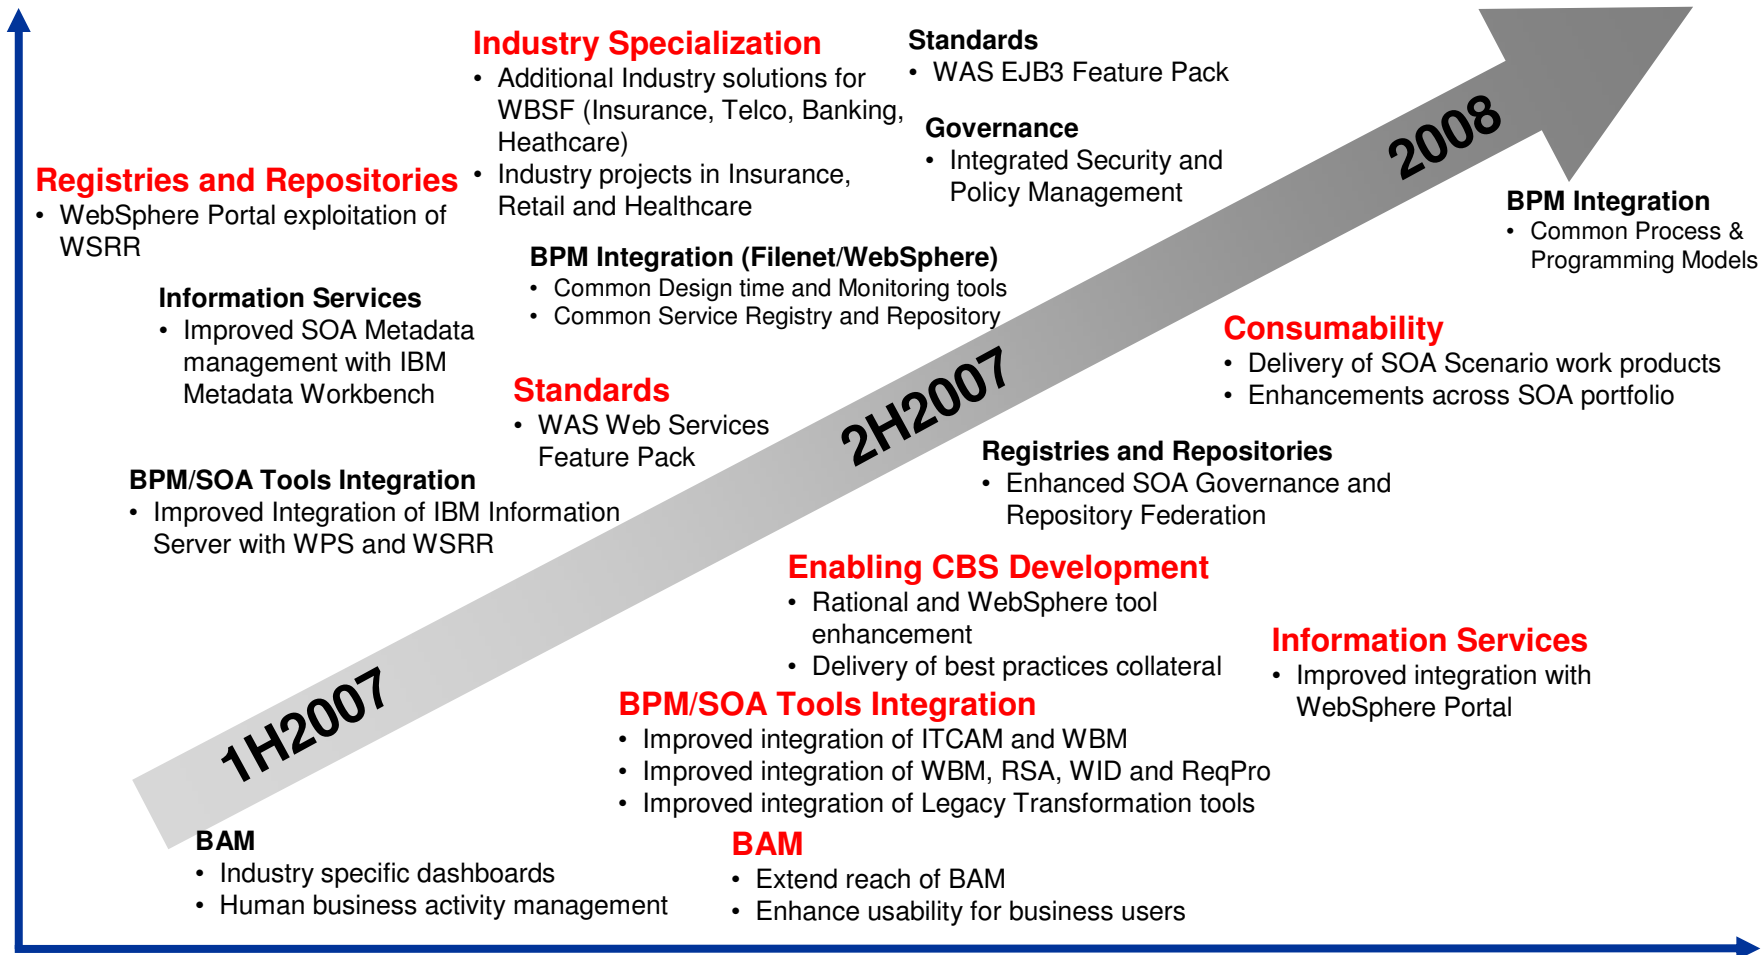 Industry Specialization
• Additional Industry solutions for
WBSF (Insurance, Telco, Banking,
Heathcare)
• Industry projects in Insurance,
Retail and Healthcare
Standards
• WAS EJB3 Feature Pack
Governance
• Integrated Security and
Policy Management
2008
Registries and Repositories
• WebSphere Portal exploitation of
WSRR
BPM Integration
• Common Process &
Programming Models
BPM Integration (Filenet/WebSphere)
• Common Design time and Monitoring tools
• Common Service Registry and Repository
Information Services
• Improved SOA Metadata
management with IBM
Metadata Workbench
Consumability
• Delivery of SOA Scenario work products
• Enhancements across SOA portfolio
Standards
• WAS Web Services
Feature Pack
2H2007
Registries and Repositories
• Enhanced SOA Governance and
Repository Federation
BPM/SOA Tools Integration
• Improved Integration of IBM Information
Server with WPS and WSRR
Enabling CBS Development
• Rational and WebSphere tool
enhancement
• Delivery of best practices collateral
Information Services
• Improved integration with
WebSphere Portal
1H2007
BPM/SOA Tools Integration
• Improved integration of ITCAM and WBM
• Improved integration of WBM, RSA, WID and ReqPro
• Improved integration of Legacy Transformation tools
BAM
• Industry specific dashboards
• Human business activity management
BAM
• Extend reach of BAM
• Enhance usability for business users